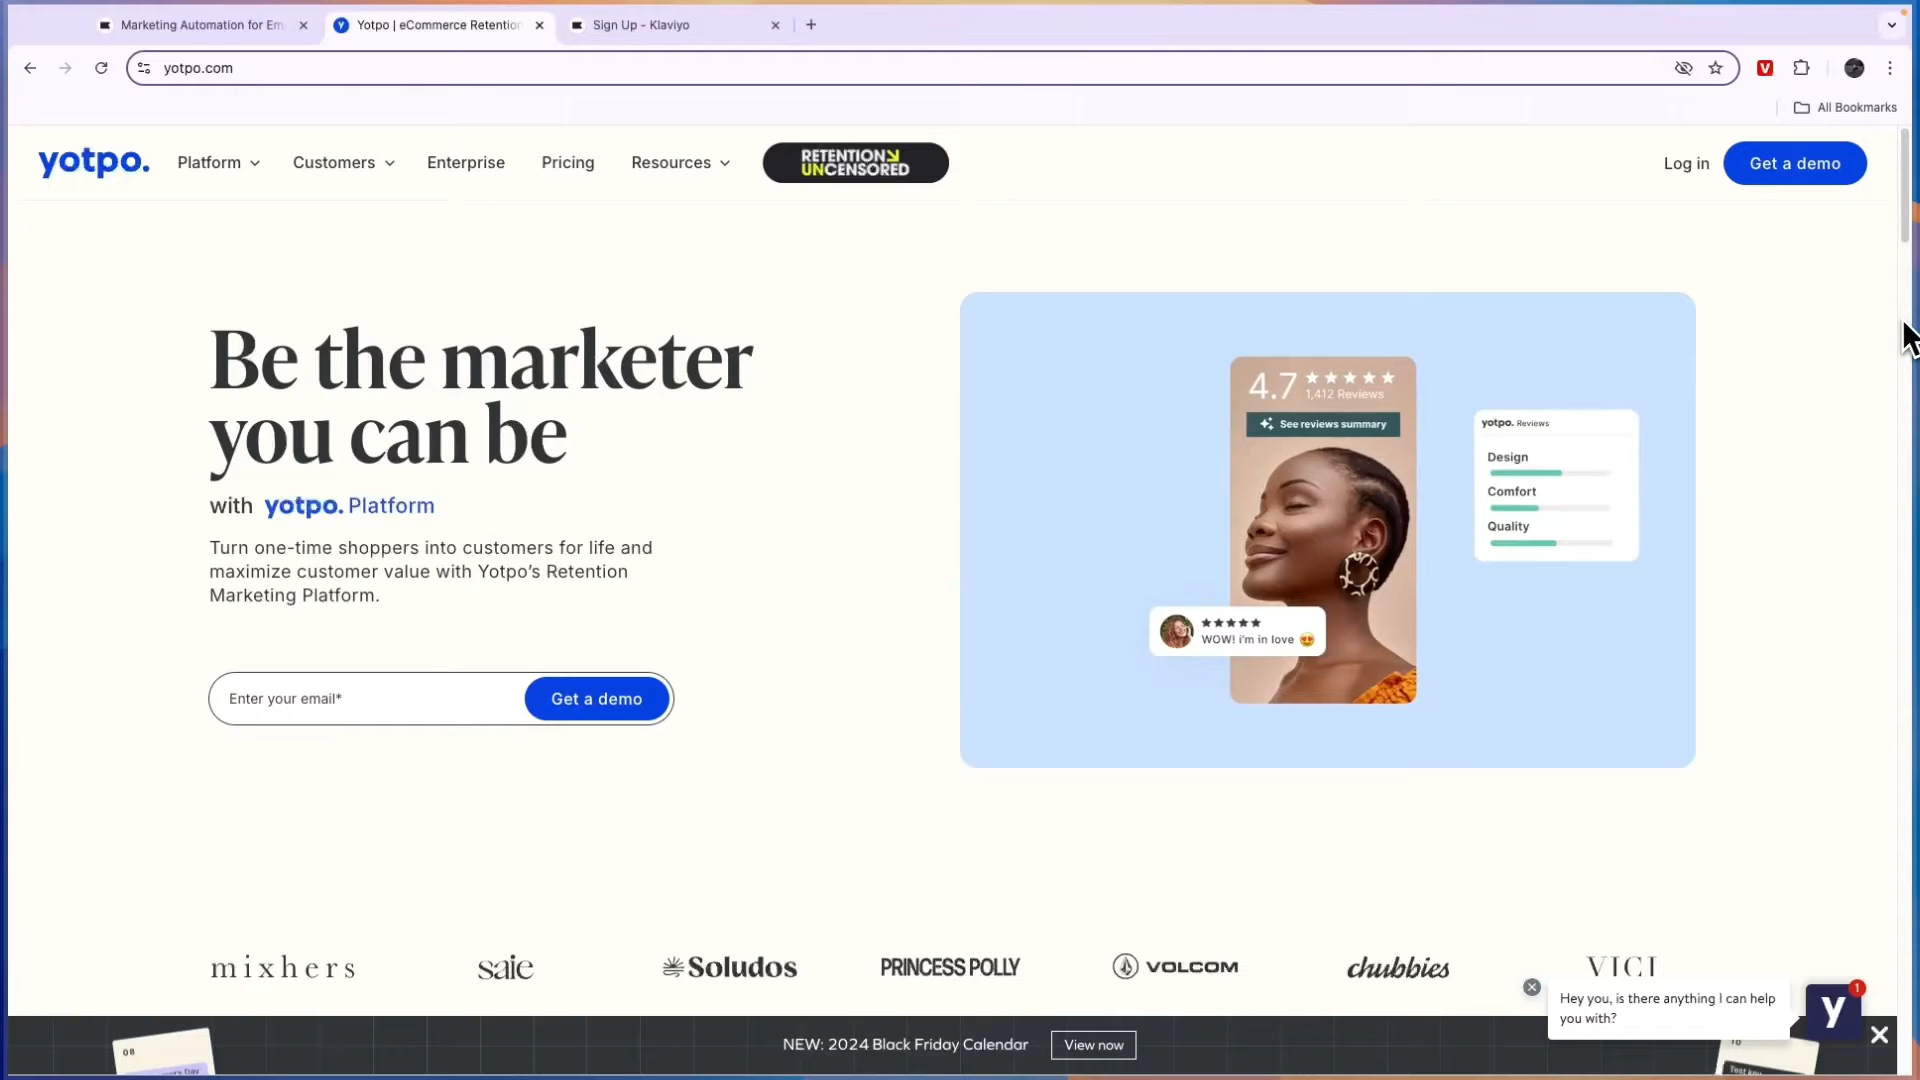 Marketing Automation for Em
Yotpo | eCommerce Retention
Sign Up - Klaviyo
yotpo.com
All Bookmarks
yotpo.
Platform
Customers
Enterprise
Pricing
Resources
RETENTION
UNCENSORED
Log in
Get a demo
Be the marketer
you can be
with yotpo. Platform
Turn one-time shoppers into customers for life and
maximize customer value with Yotpo's Retention
Marketing Platform.
Enter your email*
Get a demo
4.7
1,412 Reviews
See reviews summary
yotpo. Reviews
Design
Comfort
Quality
WOW! i'm in love 😍
mixhers
saie
Soludos
PRINCESS POLLY
VOLCOM
chubbies
VICI
Hey you, is there anything I can help
you with?
y
1
08
NEW: 2024 Black Friday Calendar
View now